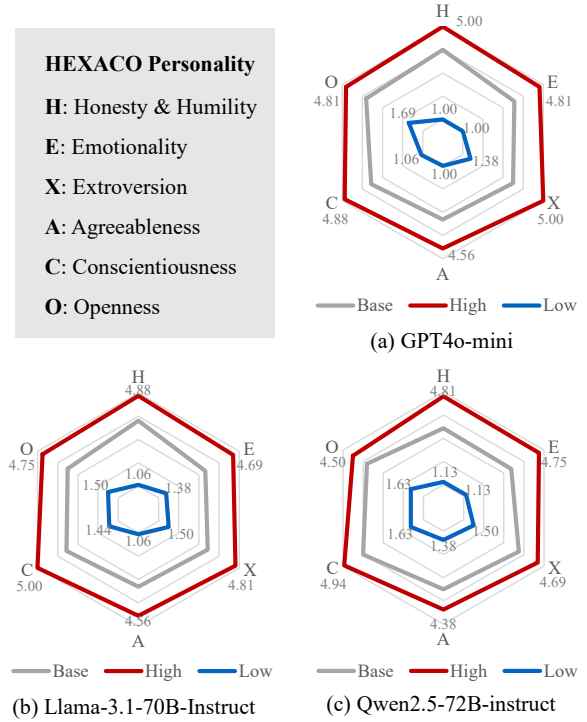 HEXACO Personality
H: Honesty & Humility
E: Emotionality
X: Extroversion
A: Agreeableness
C: Conscientiousness
O: Openness
H
5.00
O
4.81
E
4.81
1.69
1.00
1.00
1.06
1.38
1.00
C
4.88
X
5.00
4.56
A
Base High Low
(a) GPT4o-mini
H
4.88
O
4.75
E
4.69
1.06
1.50
1.38
1.44
1.50
1.06
C
5.00
X
4.81
4.56
A
Base High Low
(b) Llama-3.1-70B-Instruct
H
4.81
O
4.50
E
4.75
1.13
1.63
1.13
1.63
1.50
1.38
C
4.94
X
4.69
4.38
A
Base High Low
(c) Qwen2.5-72B-instruct